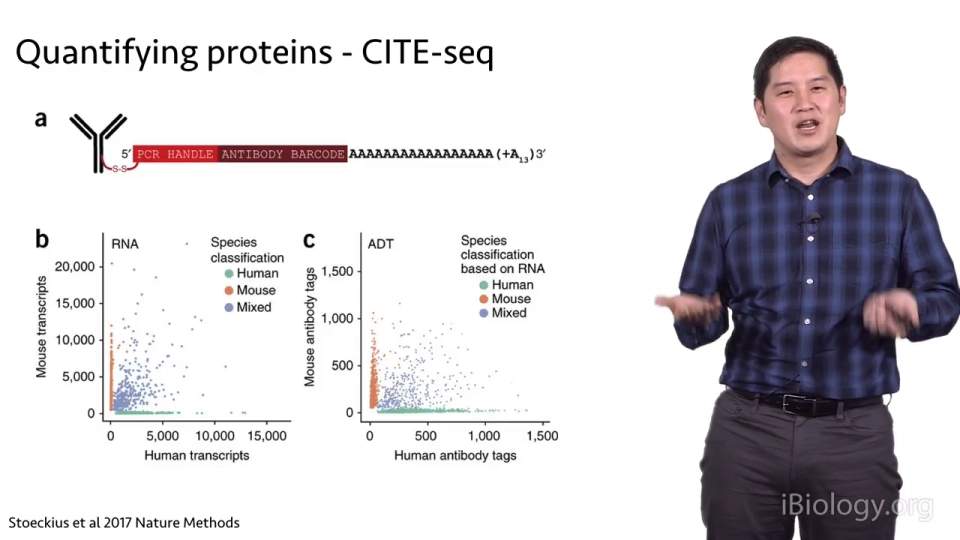 Quantifying proteins - CITE-seq
a
5′ PCR HANDLE ANTIBODY BARCODE AAAAAAAAAAAAAAAAA (+A13)3′
S-S
b
RNA
Species
classification
Human
Mouse
Mixed
20,000
15,000
10,000
5,000
0
Mouse transcripts
0 5,000 10,000 15,000
Human transcripts
c
ADT
Species
classification
based on RNA
Human
Mouse
Mixed
1,500
1,000
500
0
Mouse antibody tags
0 500 1,000 1,500
Human antibody tags
Stoeckius et al 2017 Nature Methods
iBiology.org